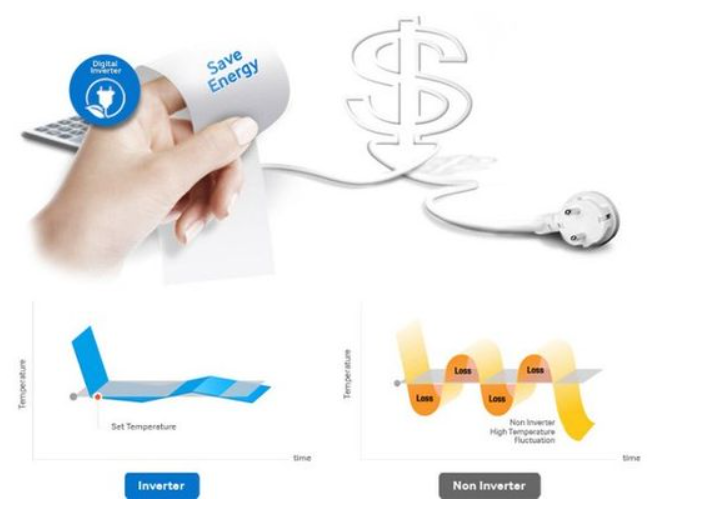 Digital
Inverter
Save
Energy
$
Temperature
Set Temperature
time
Inverter
Temperature
Loss
Loss
Loss
Loss
Non Inverter
High Temperature
Fluctuation
time
Non Inverter